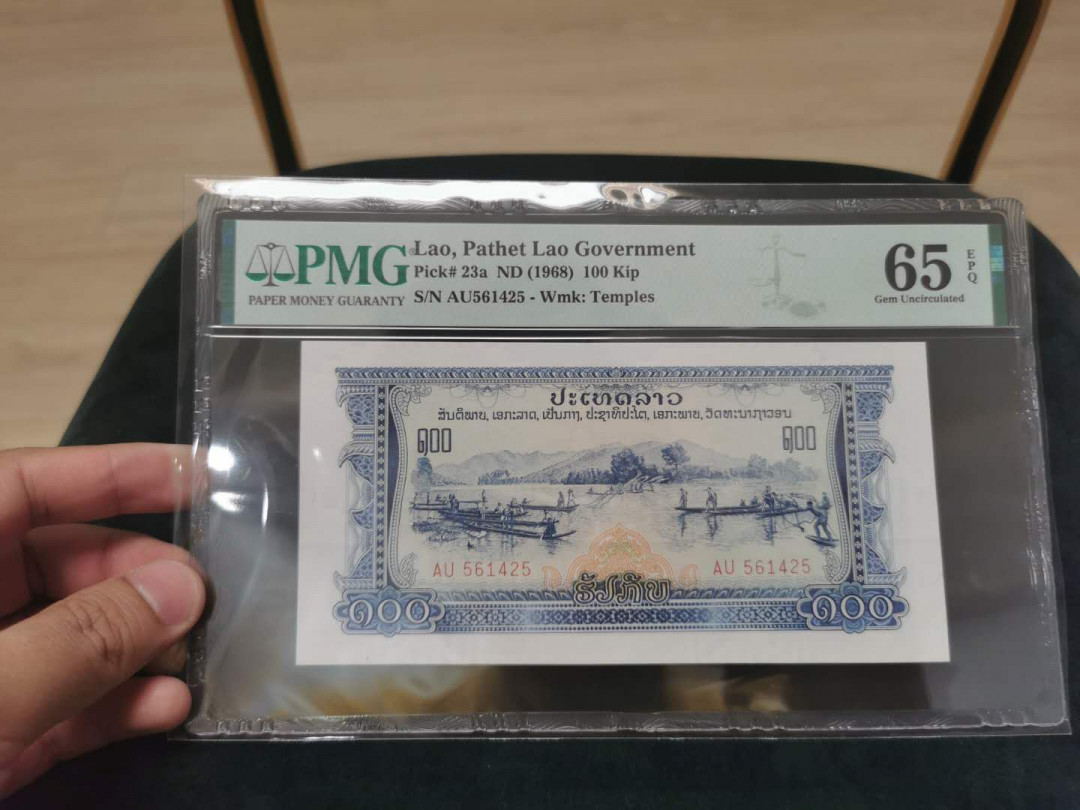 PMG
PAPER MONEY GUARANTY
Lao, Pathet Lao Government
Pick# 23a ND (1968) 100 Kip
S/N AU561425 - Wmk: Temples
65 EPQ
Gem Uncirculated
ປະເທດລາວ
ສັນຕິພາບ, ເອກະລາດ, ເປັນກາງ, ປະຊາທິປະໄຕ, ເອກະພາບ, ວັດທະນາຖາວອນ
໑໐໐ ໑໐໐
AU 561425 AU 561425
ຮ້ອຍກີບ
໑໐໐ ໑໐໐